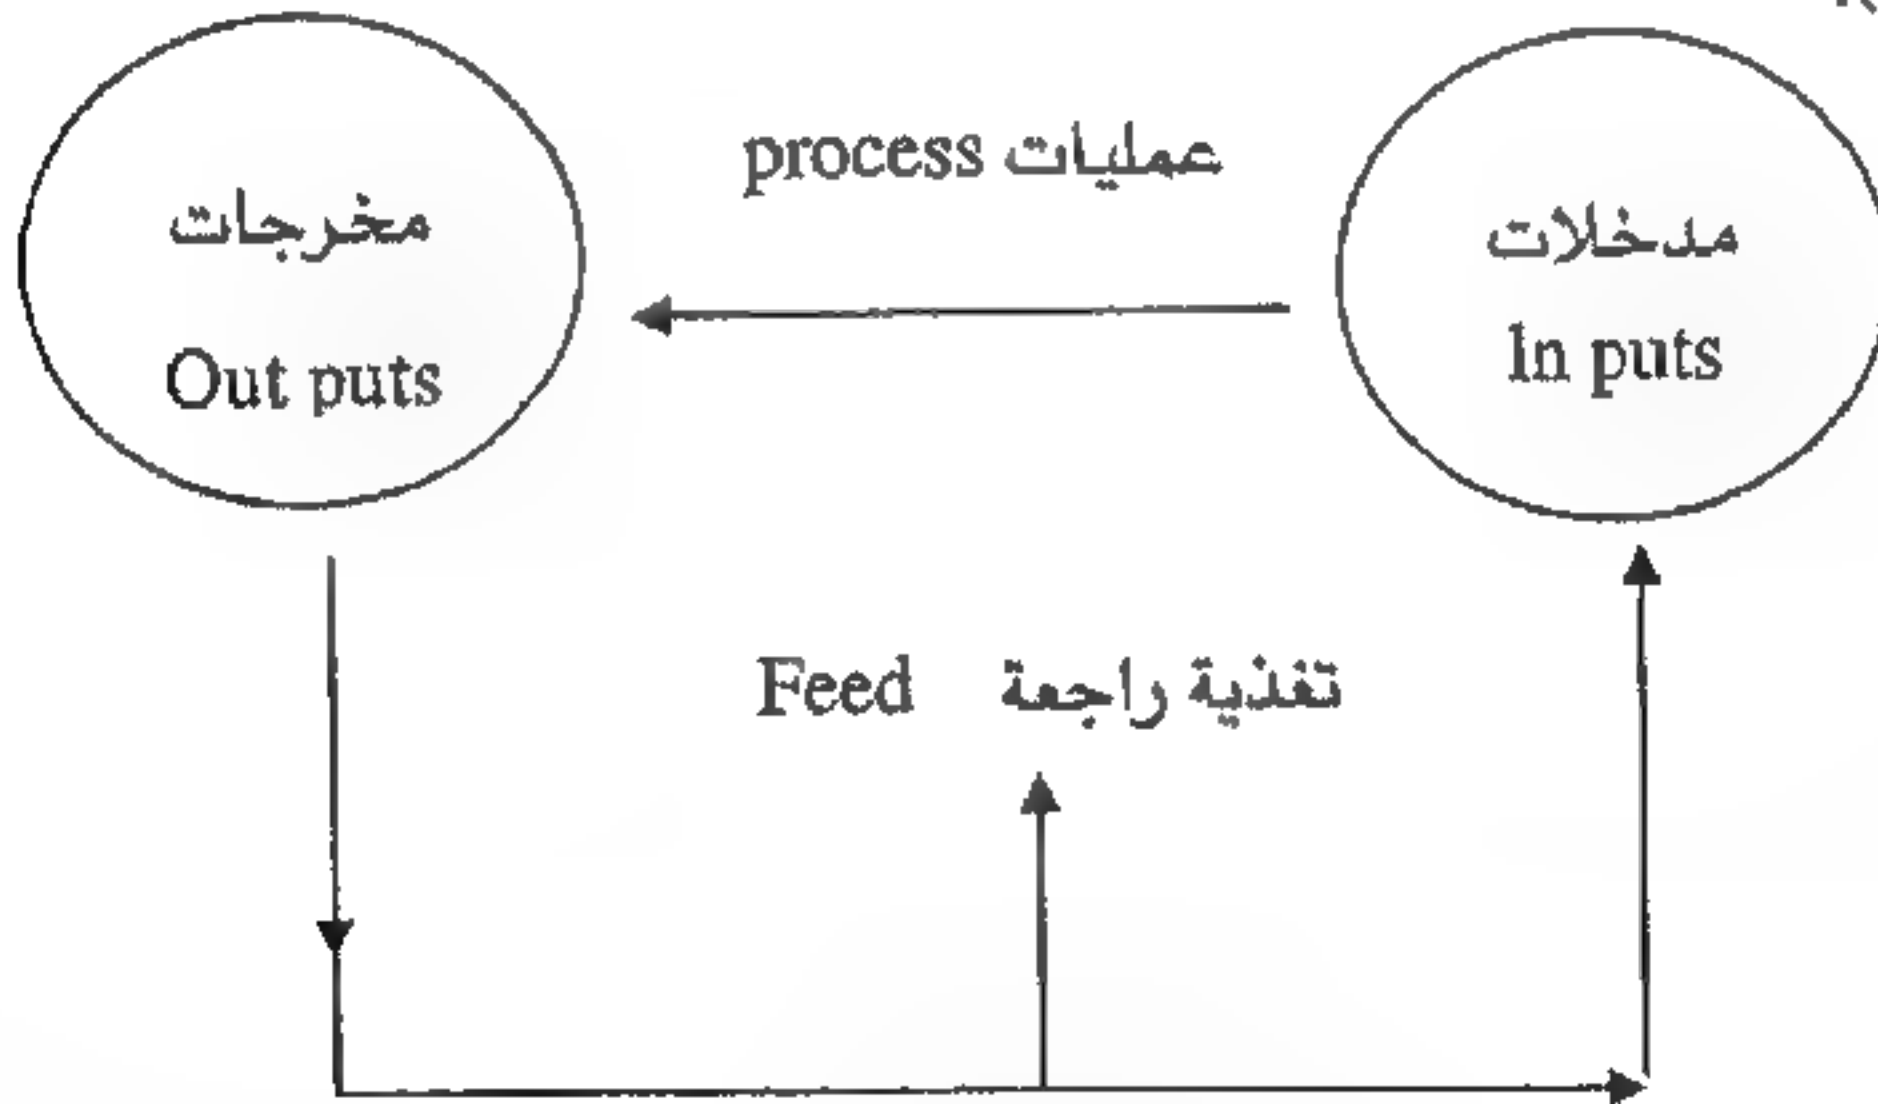 مدخلات
In puts
عمليات process
مخرجات
Out puts
تغذية راجعة Feed